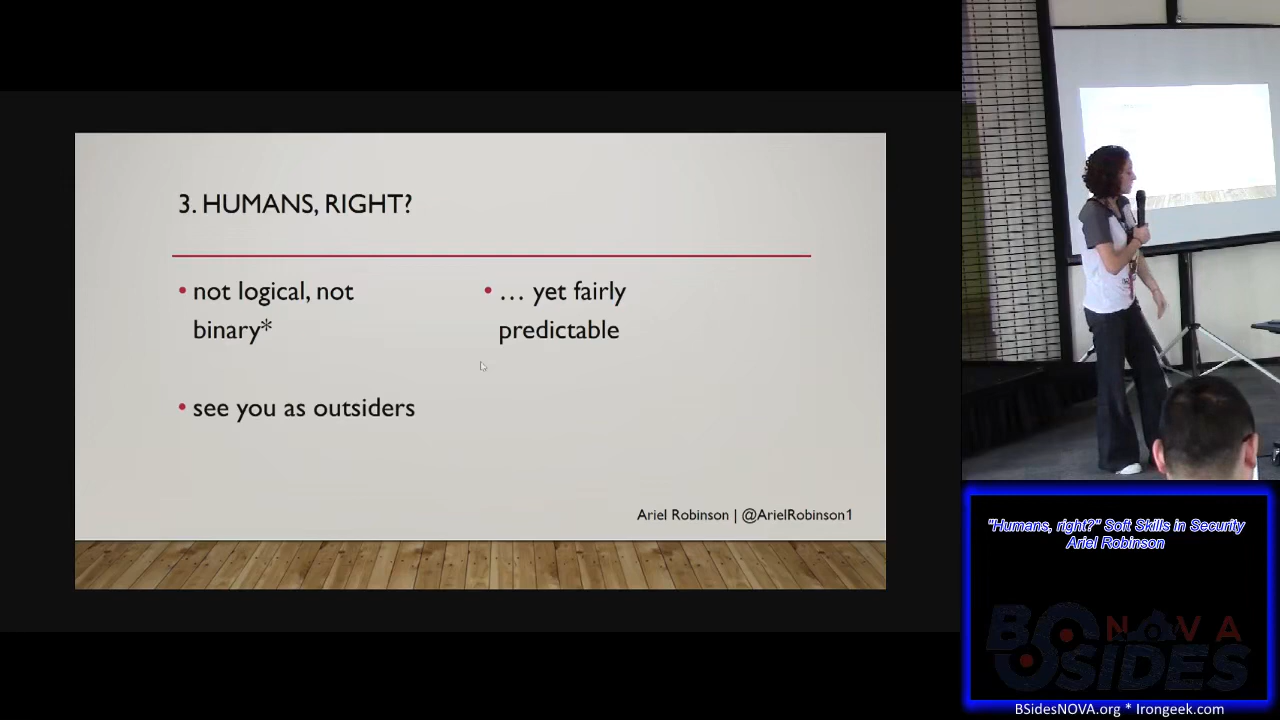 3. HUMANS, RIGHT?
• not logical, not
binary*
• see you as outsiders
• … yet fairly
predictable
Ariel Robinson | @ArielRobinson1
"Humans, right?" Soft Skills in Security
Ariel Robinson
BSIDES NOVA
BSidesNOVA.org * Irongeek.com